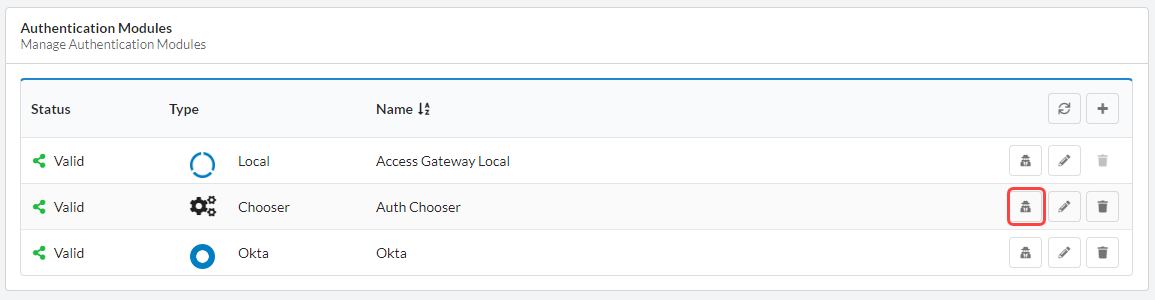 Authentication Modules
Manage Authentication Modules
Status Type Name
Valid Local Access Gateway Local
Valid Chooser Auth Chooser
Valid Okta Okta